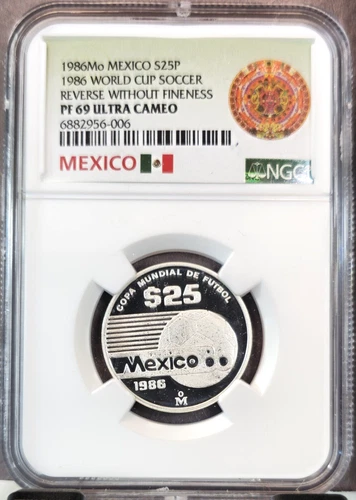 1986Mo MEXICO S25P
1986 WORLD CUP SOCCER
REVERSE WITHOUT FINENESS
PF 69 ULTRA CAMEO
6882956-006
MEXICO
NGC
COPA MUNDIAL DE FUTBOL
$25
Mexico
1986
Mo